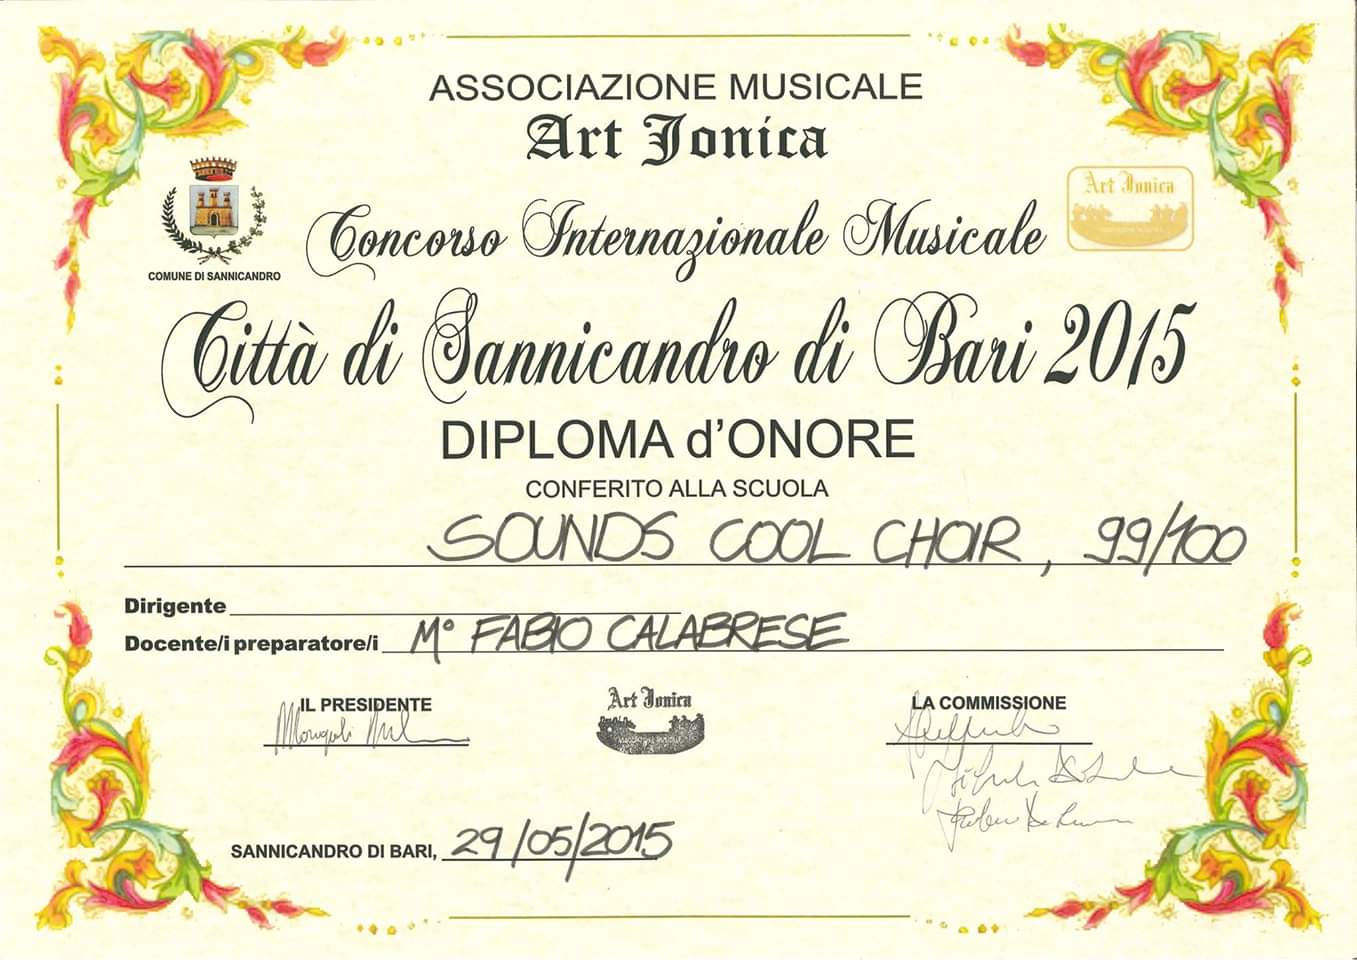 ASSOCIAZIONE MUSICALE
Art Jonica
COMUNE DI SANNICANDRO
Art Jonica
Concorso Internazionale Musicale
Città di Sannicandro di Bari 2015
DIPLOMA d'ONORE
CONFERITO ALLA SCUOLA
SOUNDS COOL CHOIR, 99/100
Dirigente
Docente/i preparatore/i M° FABIO CALABRESE
IL PRESIDENTE
Art Jonica
LA COMMISSIONE
SANNICANDRO DI BARI, 29/05/2015